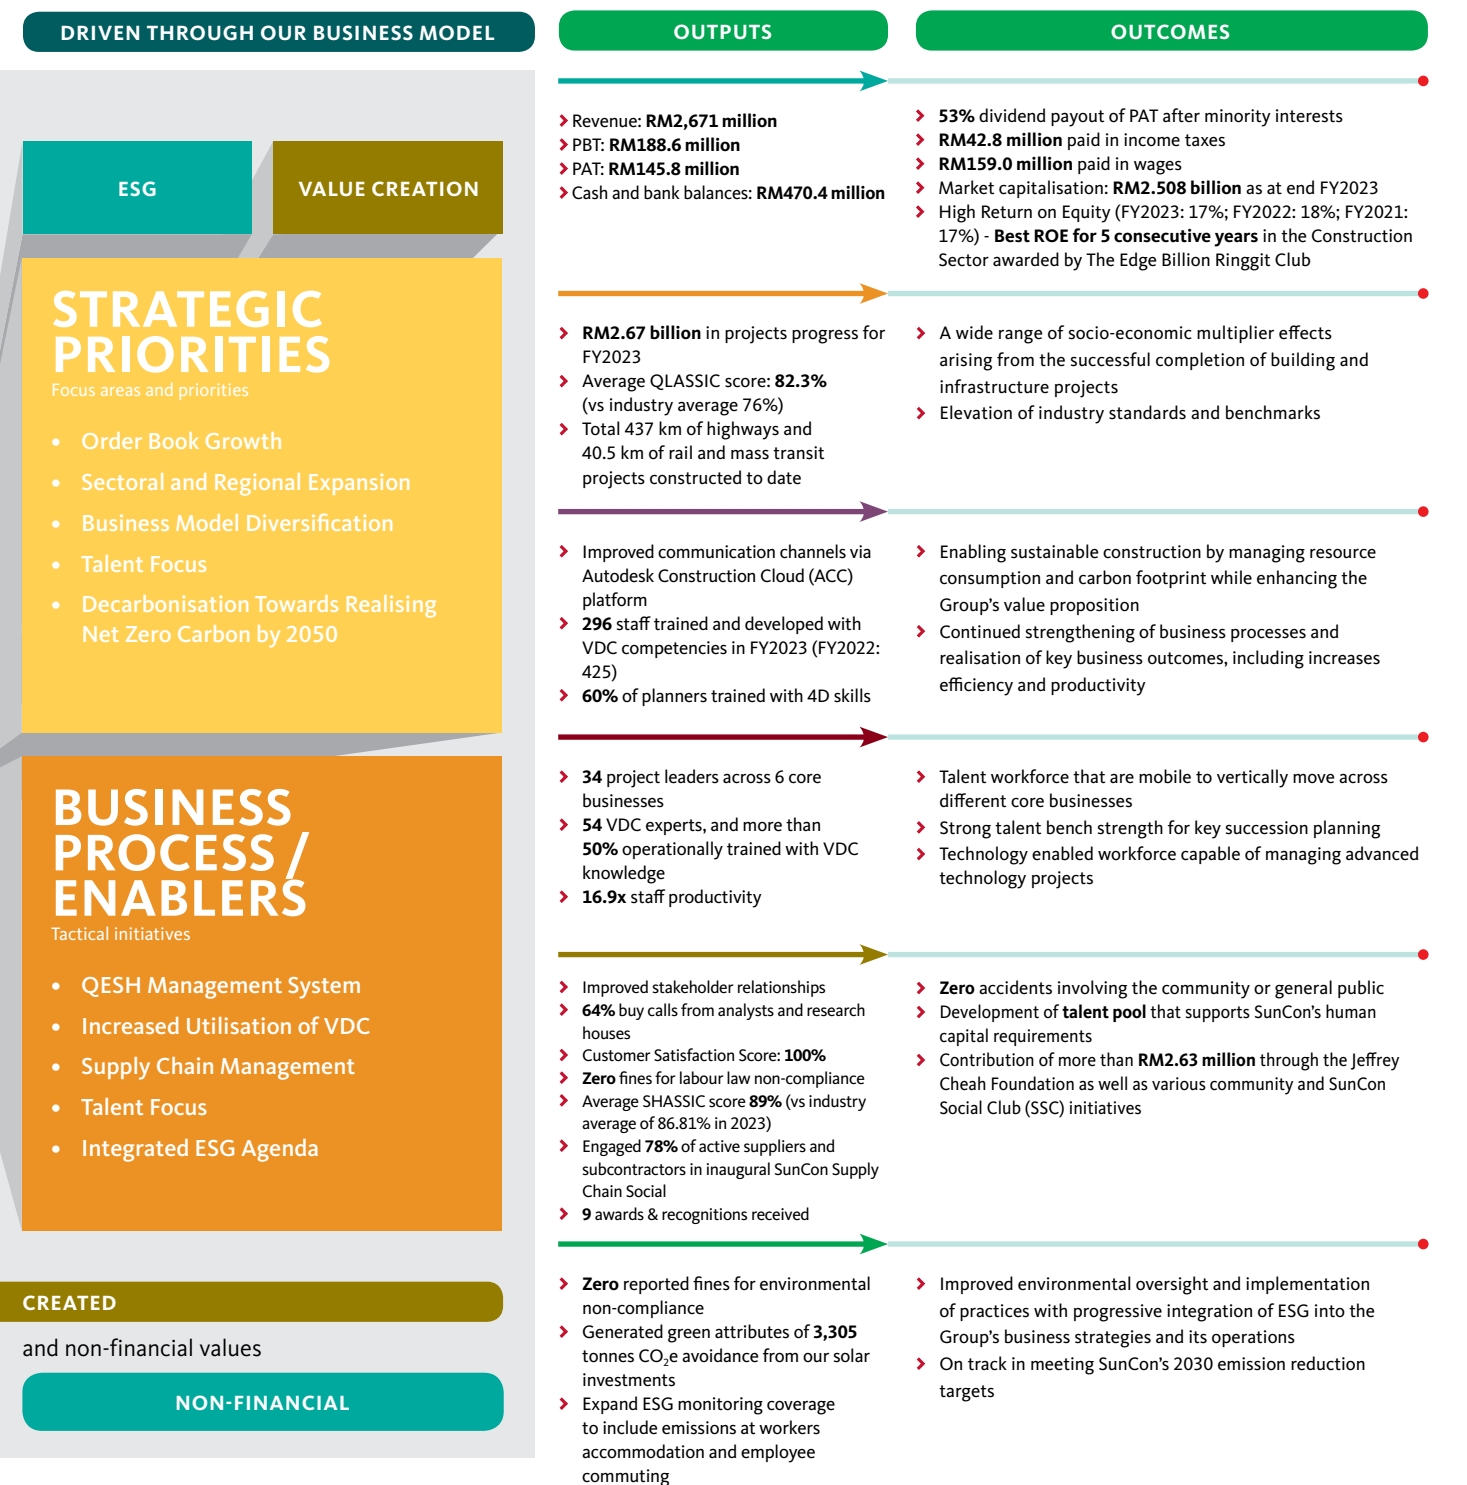 DRIVEN THROUGH OUR BUSINESS MODEL
ESG
VALUE CREATION
STRATEGIC
PRIORITIES
Focus areas and priorities
• Order Book Growth
• Sectoral and Regional Expansion
• Business Model Diversification
• Talent Focus
• Decarbonisation Towards Realising
Net Zero Carbon by 2050
BUSINESS
PROCESS /
ENABLERS
Tactical initiatives
• QESH Management System
• Increased Utilisation of VDC
• Supply Chain Management
• Talent Focus
• Integrated ESG Agenda
CREATED
and non-financial values
NON-FINANCIAL
OUTPUTS
Revenue: RM2,671 million
PBT: RM188.6 million
PAT: RM145.8 million
Cash and bank balances: RM470.4 million
RM2.67 billion in projects progress for
FY2023
Average QLASSIC score: 82.3%
(vs industry average 76%)
Total 437 km of highways and
40.5 km of rail and mass transit
projects constructed to date
Improved communication channels via
Autodesk Construction Cloud (ACC)
platform
296 staff trained and developed with
VDC competencies in FY2023 (FY2022:
425)
60% of planners trained with 4D skills
34 project leaders across 6 core
businesses
54 VDC experts, and more than
50% operationally trained with VDC
knowledge
16.9x staff productivity
Improved stakeholder relationships
64% buy calls from analysts and research
houses
Customer Satisfaction Score: 100%
Zero fines for labour law non-compliance
Average SHASSIC score 89% (vs industry
average of 86.81% in 2023)
Engaged 78% of active suppliers and
subcontractors in inaugural SunCon Supply
Chain Social
9 awards & recognitions received
Zero reported fines for environmental
non-compliance
Generated green attributes of 3,305
tonnes CO₂e avoidance from our solar
investments
Expand ESG monitoring coverage
to include emissions at workers
accommodation and employee
commuting
OUTCOMES
53% dividend payout of PAT after minority interests
RM42.8 million paid in income taxes
RM159.0 million paid in wages
Market capitalisation: RM2.508 billion as at end FY2023
High Return on Equity (FY2023: 17%; FY2022: 18%; FY2021:
17%) - Best ROE for 5 consecutive years in the Construction
Sector awarded by The Edge Billion Ringgit Club
A wide range of socio-economic multiplier effects
arising from the successful completion of building and
infrastructure projects
Elevation of industry standards and benchmarks
Enabling sustainable construction by managing resource
consumption and carbon footprint while enhancing the
Group's value proposition
Continued strengthening of business processes and
realisation of key business outcomes, including increases
efficiency and productivity
Talent workforce that are mobile to vertically move across
different core businesses
Strong talent bench strength for key succession planning
Technology enabled workforce capable of managing advanced
technology projects
Zero accidents involving the community or general public
Development of talent pool that supports SunCon's human
capital requirements
Contribution of more than RM2.63 million through the Jeffrey
Cheah Foundation as well as various community and SunCon
Social Club (SSC) initiatives
Improved environmental oversight and implementation
of practices with progressive integration of ESG into the
Group's business strategies and its operations
On track in meeting SunCon's 2030 emission reduction
targets